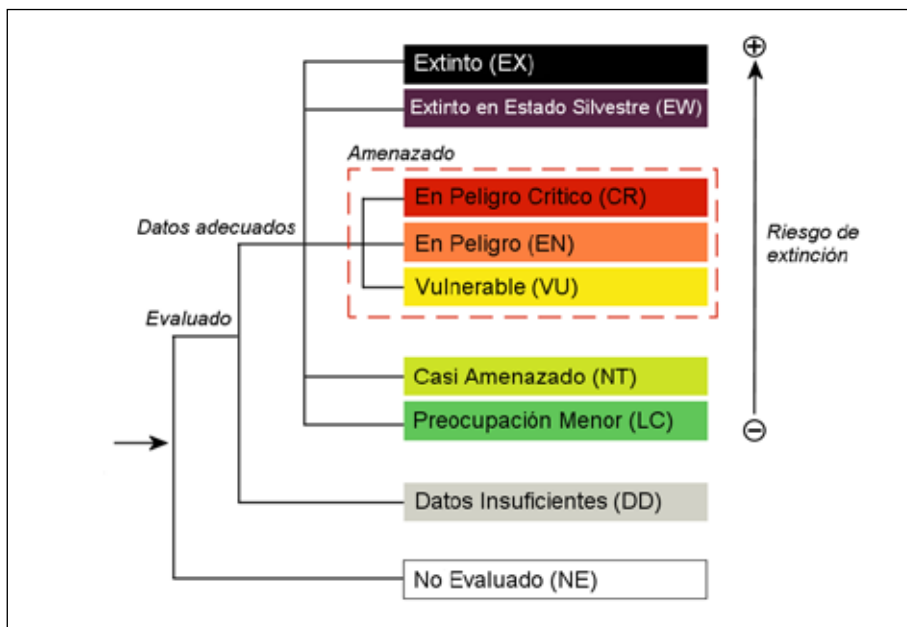 Extinto (EX)
Extinto en Estado Silvestre (EW)
Amenazado
En Peligro Critico (CR)
Datos adecuados
En Peligro (EN)
Riesgo de
extinción
Vulnerable (VU)
Evaluado
Casi Amenazado (NT)
Preocupación Menor (LC)
Datos Insuficientes (DD)
No Evaluado (NE)